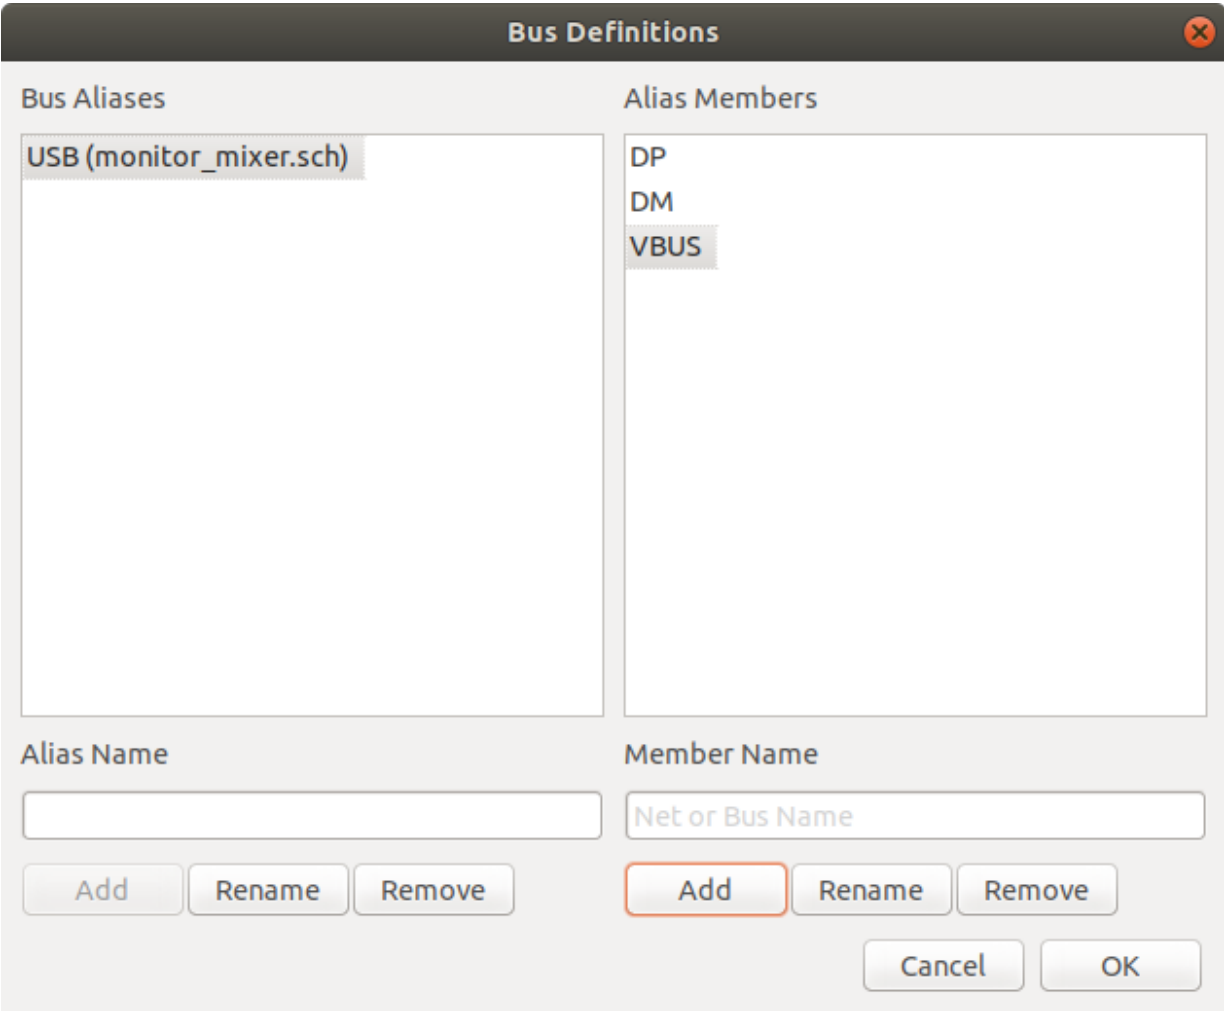 Bus Definitions
Bus Aliases
Alias Members
USB (monitor_mixer.sch)
DP
DM
VBUS
Alias Name
Member Name
Net or Bus Name
Add Rename Remove
Add Rename Remove
Cancel OK